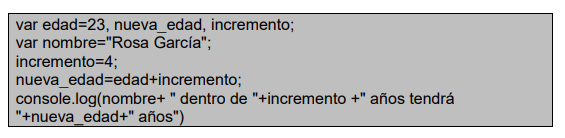 var edad=23, nueva_edad, incremento;
var nombre="Rosa García";
incremento=4;
nueva_edad=edad+incremento;
console.log(nombre+ " dentro de "+incremento +" años tendrá
"+nueva_edad+" años")